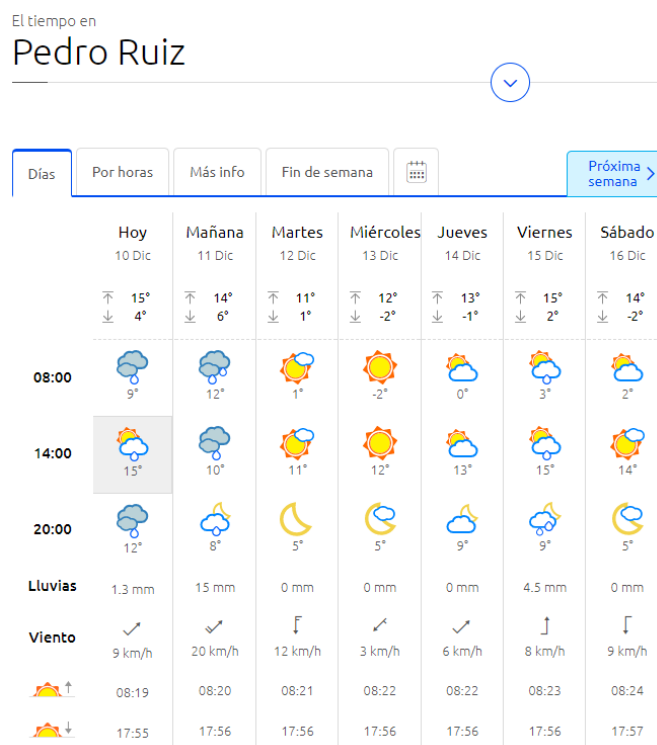 El tiempo en
Pedro Ruiz
Días Por horas Más info Fin de semana Próxima semana
Hoy Mañana Martes Miércoles Jueves Viernes Sábado
10 Dic 11 Dic 12 Dic 13 Dic 14 Dic 15 Dic 16 Dic
15° 14° 11° 12° 13° 15° 14°
4° 6° 1° -2° -1° 2° -2°
08:00 9° 12° 1° -2° 0° 3° 2°
14:00 15° 10° 11° 12° 13° 15° 14°
20:00 12° 8° 5° 5° 9° 9° 5°
Lluvias 1.3 mm 15 mm 0 mm 0 mm 0 mm 4.5 mm 0 mm
Viento 9 km/h 20 km/h 12 km/h 3 km/h 6 km/h 8 km/h 9 km/h
08:19 08:20 08:21 08:22 08:22 08:23 08:24
17:55 17:56 17:56 17:56 17:56 17:56 17:57